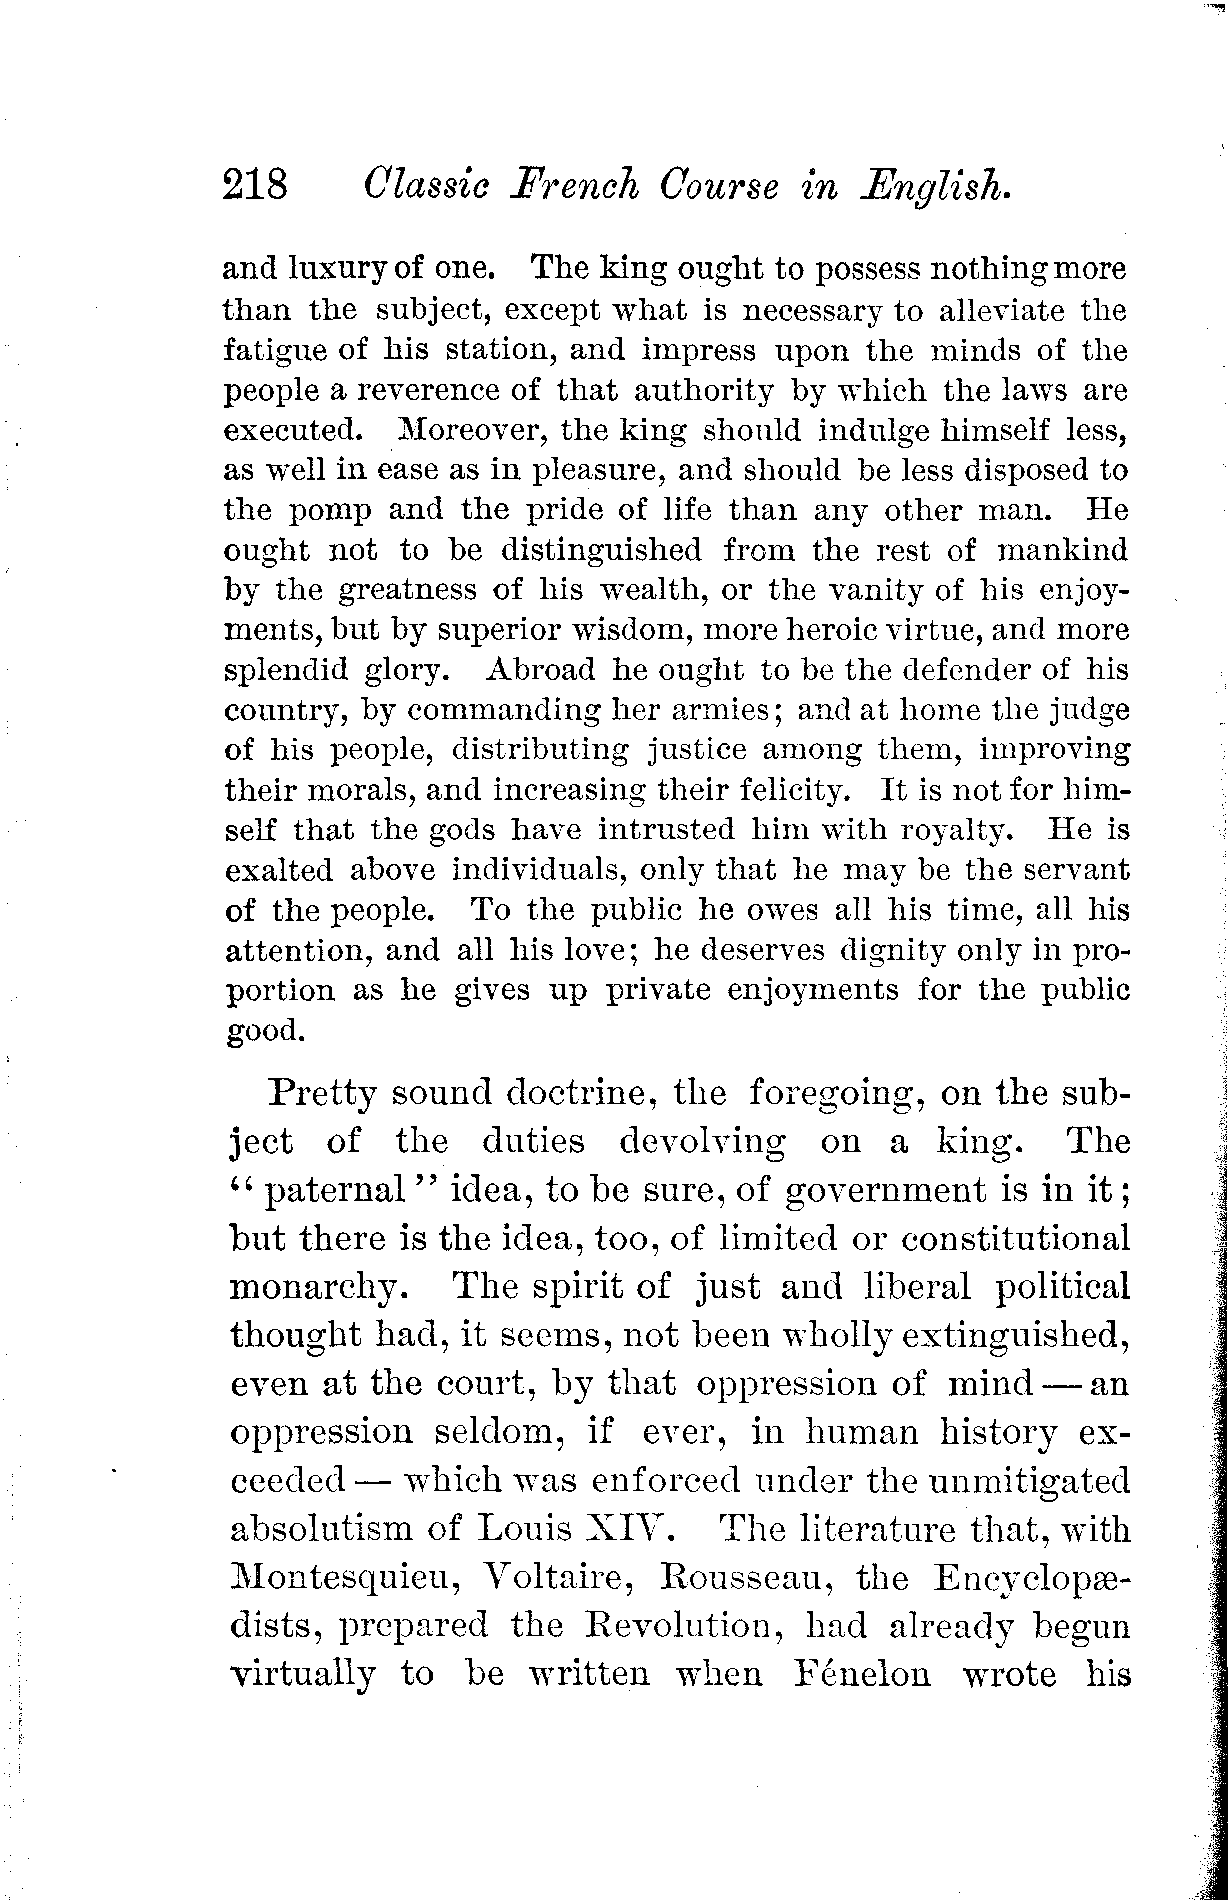 218 Classic French Course in English.
and luxury of one. The king ought to possess nothing more
than the subject, except what is necessary to alleviate the
fatigue of his station, and impress upon the minds of the
people a reverence of that authority by which the laws are
executed. Moreover, the king should indulge himself less,
as well in ease as in pleasure, and should be less disposed to
the pomp and the pride of life than any other man. He
ought not to be distinguished from the rest of mankind
by the greatness of his wealth, or the vanity of his enjoy-
ments, but by superior wisdom, more heroic virtue, and more
splendid glory. Abroad he ought to be the defender of his
country, by commanding her armies; and at home the judge
of his people, distributing justice among them, improving
their morals, and increasing their felicity. It is not for him-
self that the gods have intrusted him with royalty. He is
exalted above individuals, only that he may be the servant
of the people. To the public he owes all his time, all his
attention, and all his love; he deserves dignity only in pro-
portion as he gives up private enjoyments for the public
good.
Pretty sound doctrine, the foregoing, on the sub-
ject of the duties devolving on a king. The
“paternal” idea, to be sure, of government is in it;
but there is the idea, too, of limited or constitutional
monarchy. The spirit of just and liberal political
thought had, it seems, not been wholly extinguished,
even at the court, by that oppression of mind — an
oppression seldom, if ever, in human history ex-
ceeded — which was enforced under the unmitigated
absolutism of Louis XIV. The literature that, with
Montesquieu, Voltaire, Rousseau, the Encyclopæ-
dists, prepared the Revolution, had already begun
virtually to be written when Fénelon wrote his